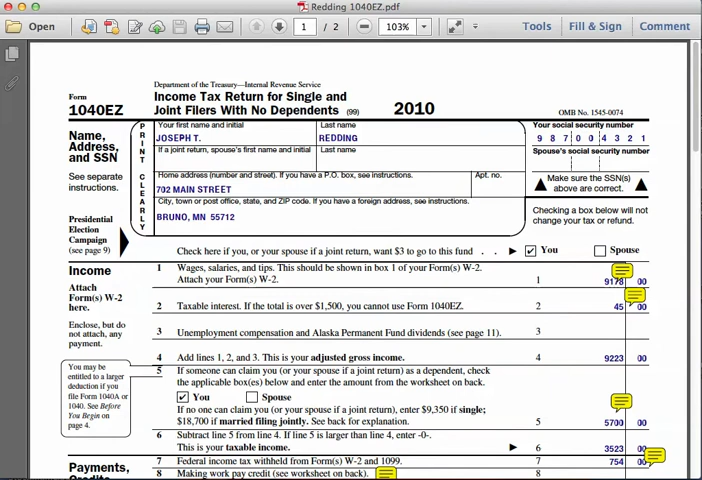 Redding 1040EZ.pdf
Open 1 / 2 103% Tools Fill & Sign Comment
Department of the Treasury—Internal Revenue Service
Form 1040EZ Income Tax Return for Single and Joint Filers With No Dependents (99) 2010 OMB No. 1545-0074
Name, Address, and SSN
See separate instructions.
PRINT CLEARLY
Your first name and initial Last name Your social security number
JOSEPH T. REDDING 987004321
If a joint return, spouse's first name and initial Last name Spouse's social security number
Home address (number and street). If you have a P.O. box, see instructions. Apt. no.
702 MAIN STREET
Make sure the SSN(s) above are correct.
City, town or post office, state, and ZIP code. If you have a foreign address, see instructions.
BRUNO, MN 55712
Checking a box below will not change your tax or refund.
Presidential
Election
Campaign
(see page 9)
Check here if you, or your spouse if a joint return, want $3 to go to this fund . . You Spouse
Income
Attach
Form(s) W-2
here.
Enclose, but do
not attach, any
payment.
You may be
entitled to a larger
deduction if you
file Form 1040A or
1040. See Before
You Begin on
page 4.
1 Wages, salaries, and tips. This should be shown in box 1 of your Form(s) W-2.
Attach your Form(s) W-2. 1 9178 00
2 Taxable interest. If the total is over $1,500, you cannot use Form 1040EZ. 2 45 00
3 Unemployment compensation and Alaska Permanent Fund dividends (see page 11). 3
4 Add lines 1, 2, and 3. This is your adjusted gross income. 4 9223 00
5 If someone can claim you (or your spouse if a joint return) as a dependent, check
the applicable box(es) below and enter the amount from the worksheet on back.
You Spouse
If no one can claim you (or your spouse if a joint return), enter $9,350 if single;
$18,700 if married filing jointly. See back for explanation. 5 5700 00
6 Subtract line 5 from line 4. If line 5 is larger than line 4, enter -0-.
This is your taxable income. 6 3523 00
Payments,
Credits,
7 Federal income tax withheld from Form(s) W-2 and 1099. 7 754 00
8 Making work pay credit (see worksheet on back). 8